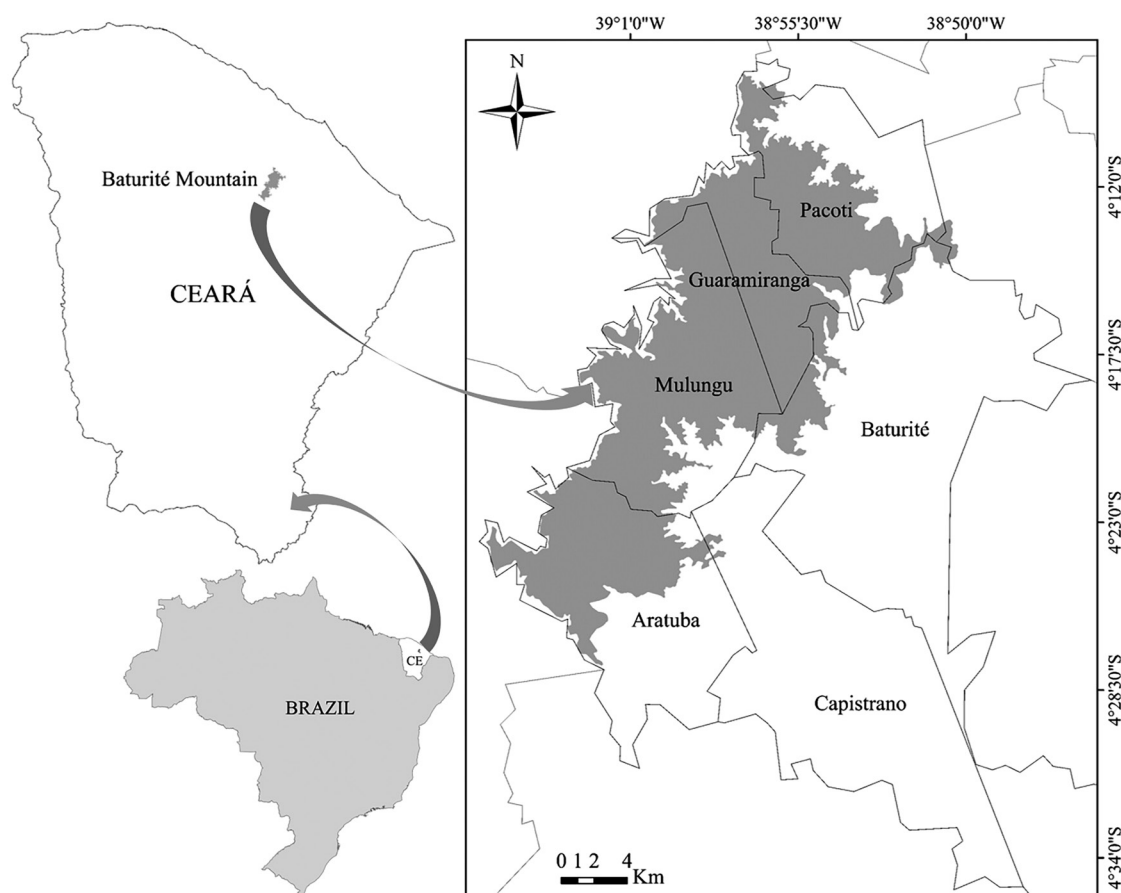 39°1'0"W
38°55'30"W
38°50'0"W
N
4°12'0"S
4°17'30"S
4°23'0"S
4°28'30"S
4°34'0"S
Baturité Mountain
CEARÁ
CE
BRAZIL
Pacoti
Guaramiranga
Mulungu
Baturité
Aratuba
Capistrano
0 1 2 4
Km